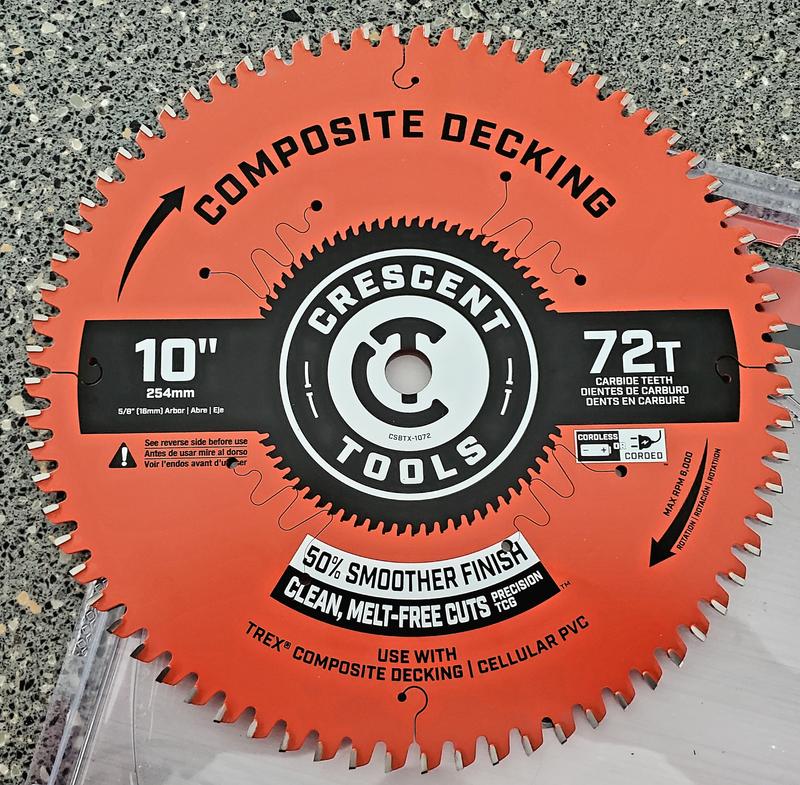 COMPOSITE DECKING
CRESCENT
TOOLS
CSBTX-1072
10"
254mm
5/8" (16mm) Arbor | Abre | Eje
See reverse side before use
Antes de usar mire al dorso
Voir l'endos avant d'user
72T
CARBIDE TEETH
DIENTES DE CARBURO
DENTS EN CARBURE
CORDLESS
OR
CORDED
MAX RPM 6,000
ROTATION | ROTACIÓN | ROTATION
50% SMOOTHER FINISH
CLEAN, MELT-FREE CUTS PRECISION TCG™
USE WITH
TREX® COMPOSITE DECKING | CELLULAR PVC